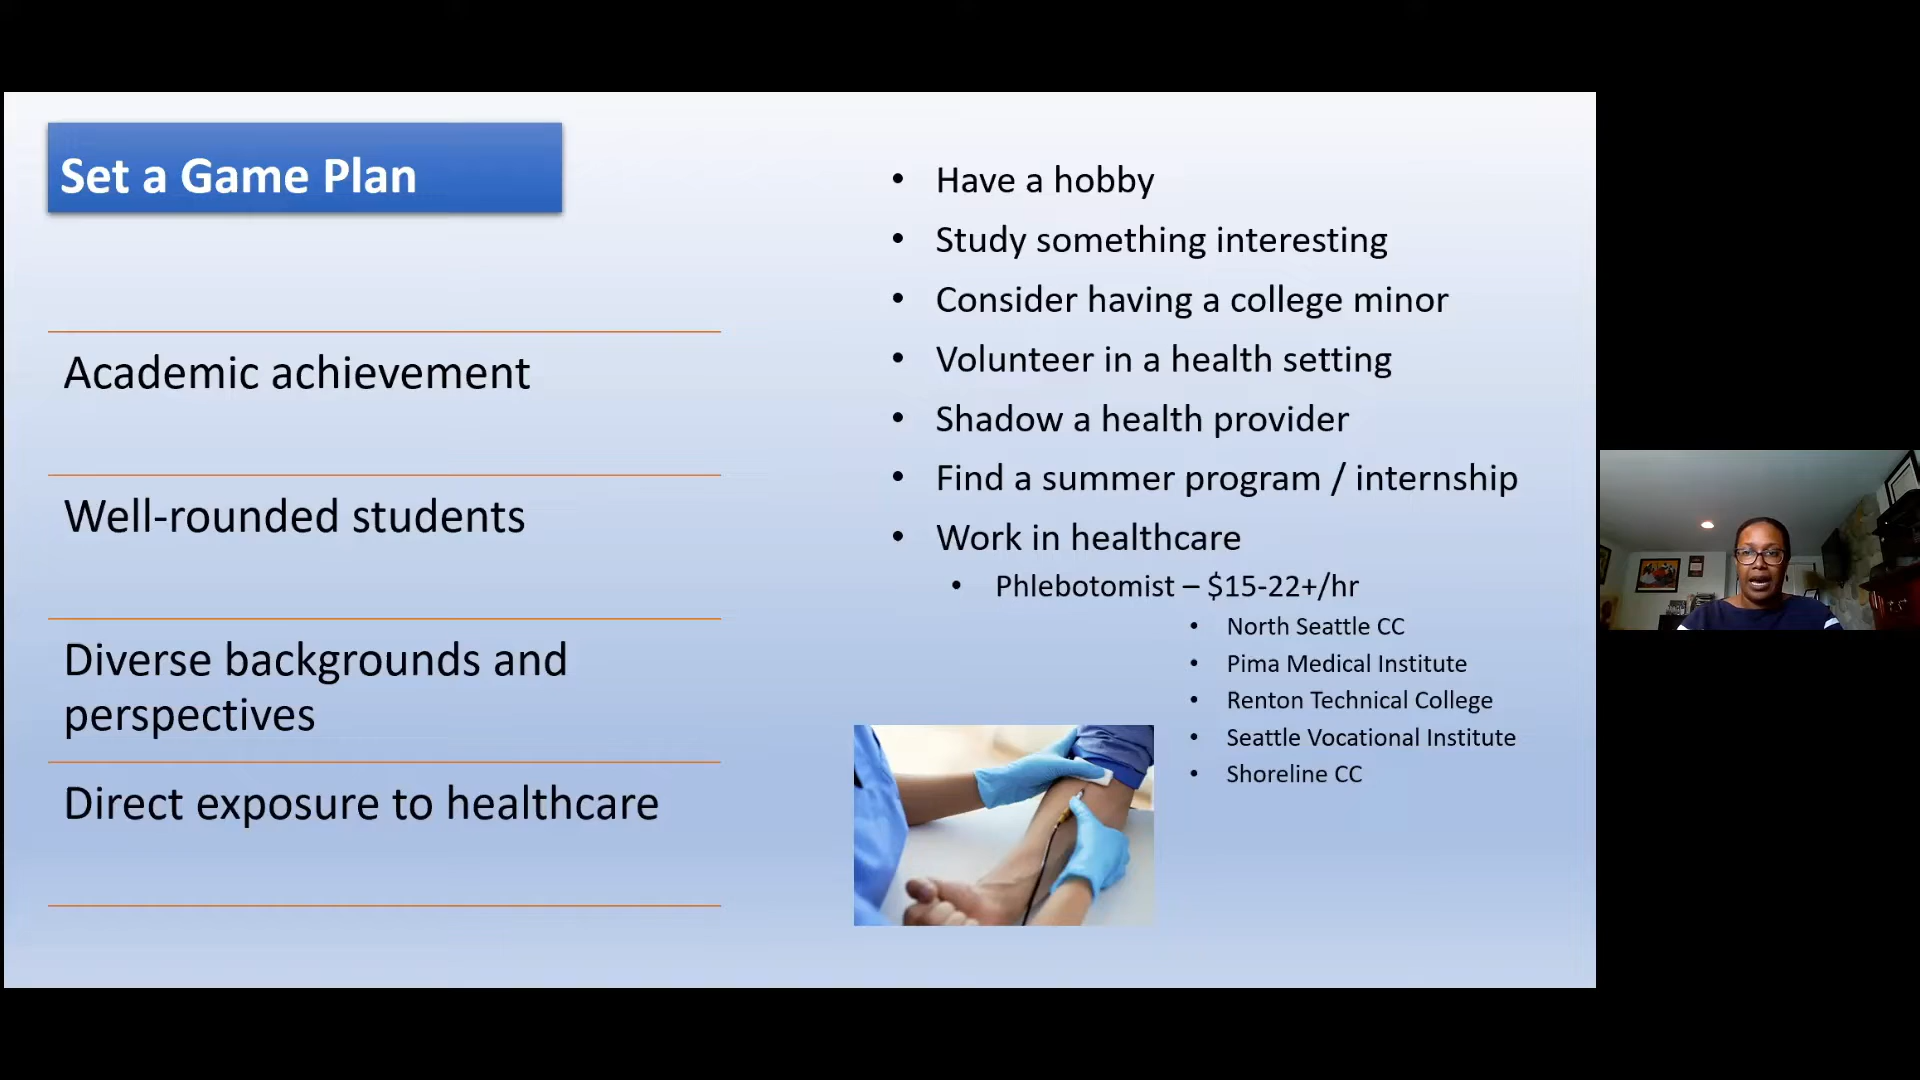 Set a Game Plan
Academic achievement
Well-rounded students
Diverse backgrounds and
perspectives
Direct exposure to healthcare
• Have a hobby
• Study something interesting
• Consider having a college minor
• Volunteer in a health setting
• Shadow a health provider
• Find a summer program / internship
• Work in healthcare
• Phlebotomist – $15-22+/hr
• North Seattle CC
• Pima Medical Institute
• Renton Technical College
• Seattle Vocational Institute
• Shoreline CC